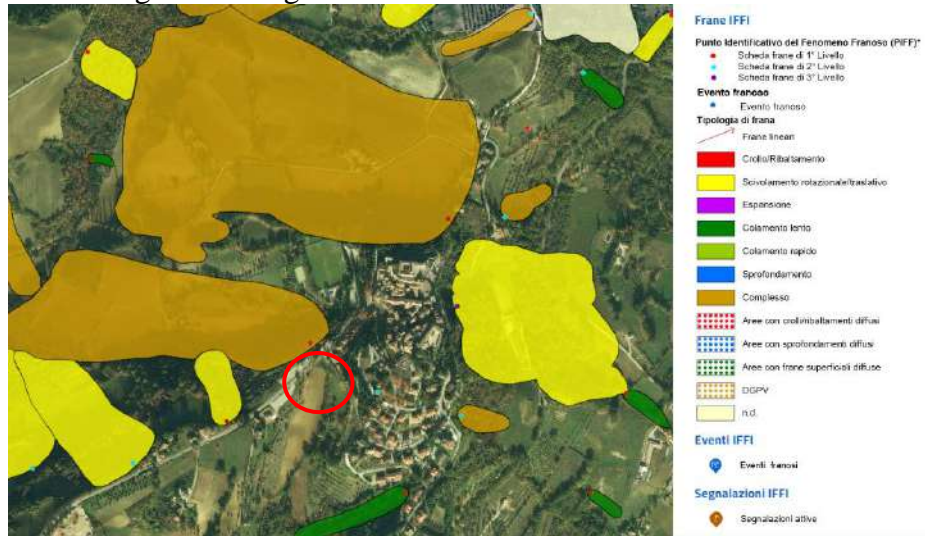 Frane IFFI
Punto Identificativo del Fenomeno Franoso (PIFF)*
Scheda frane di 1° Livello
Scheda frane di 2° Livello
Scheda frane di 3° Livello
Evento franoso
Evento franoso
Tipologia di frana
Frane lineari
Crollo/Ribaltamento
Scivolamento rotazionale/traslativo
Espansione
Colamento lento
Colamento rapido
Sprofondamento
Complesso
Aree con crolli/ribaltamenti diffusi
Aree con sprofondamenti diffusi
Aree con frane superficiali diffuse
DGPV
n.d.
Eventi IFFI
Eventi franosi
Segnalazioni IFFI
Segnalazioni attive